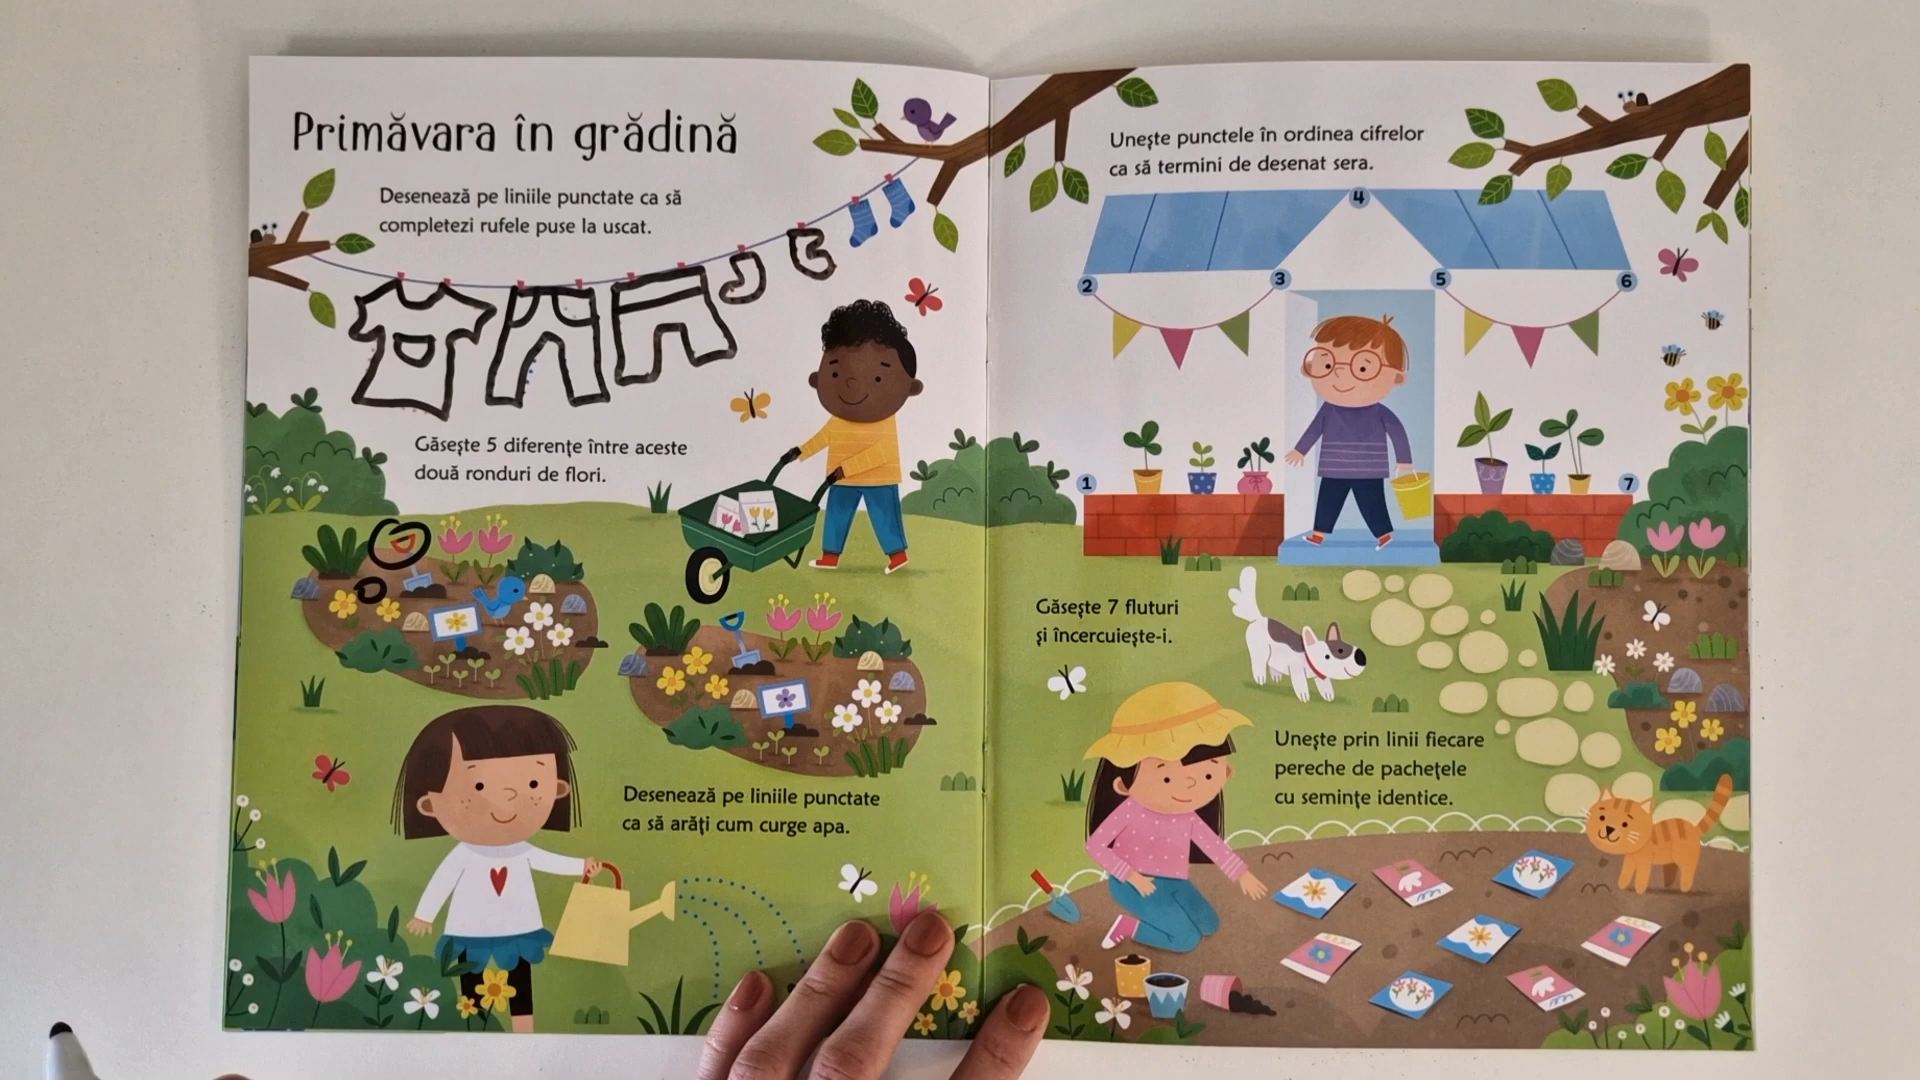 Primăvara în grădină
Desenează pe liniile punctate ca să
completezi rufele puse la uscat.
Găsește 5 diferențe între aceste
două ronduri de flori.
Desenează pe liniile punctate
ca să arăți cum curge apa.
Unește punctele în ordinea cifrelor
ca să termini de desenat sera.
4
2
3
5
6
1
7
Găsește 7 fluturi
și încercuiește-i.
Unește prin linii fiecare
pereche de pachețele
cu semințe identice.